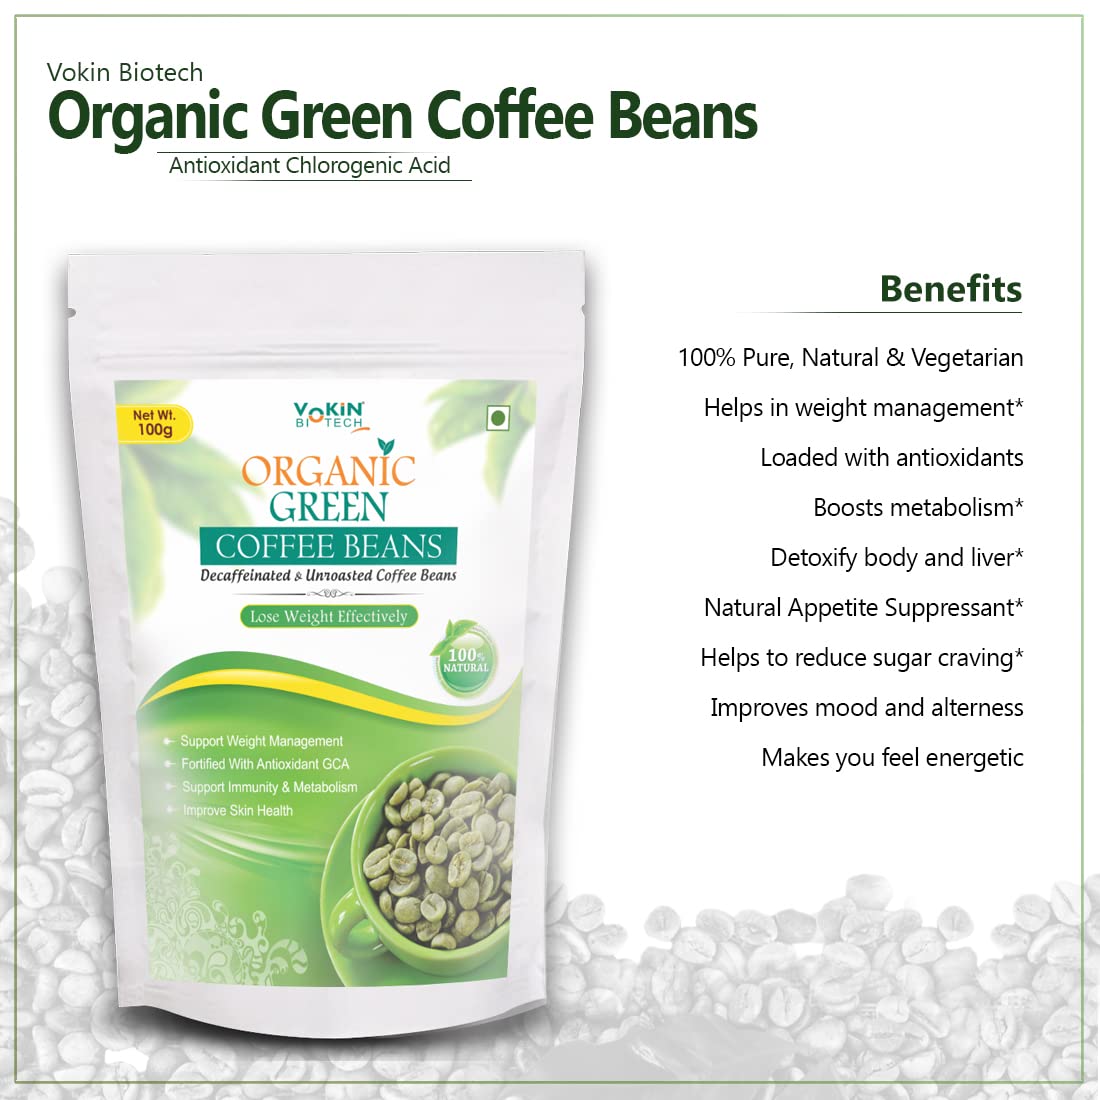 Vokin Biotech
Organic Green Coffee Beans
Antioxidant Chlorogenic Acid
Net Wt.
100g
VOKiN®
BIOTECH
ORGANIC
GREEN
COFFEE BEANS
Decaffeinated & Unroasted Coffee Beans
Lose Weight Effectively
100%
NATURAL
Support Weight Management
Fortified With Antioxidant GCA
Support Immunity & Metabolism
Improve Skin Health
Benefits
100% Pure, Natural & Vegetarian
Helps in weight management*
Loaded with antioxidants
Boosts metabolism*
Detoxify body and liver*
Natural Appetite Suppressant*
Helps to reduce sugar craving*
Improves mood and alterness
Makes you feel energetic